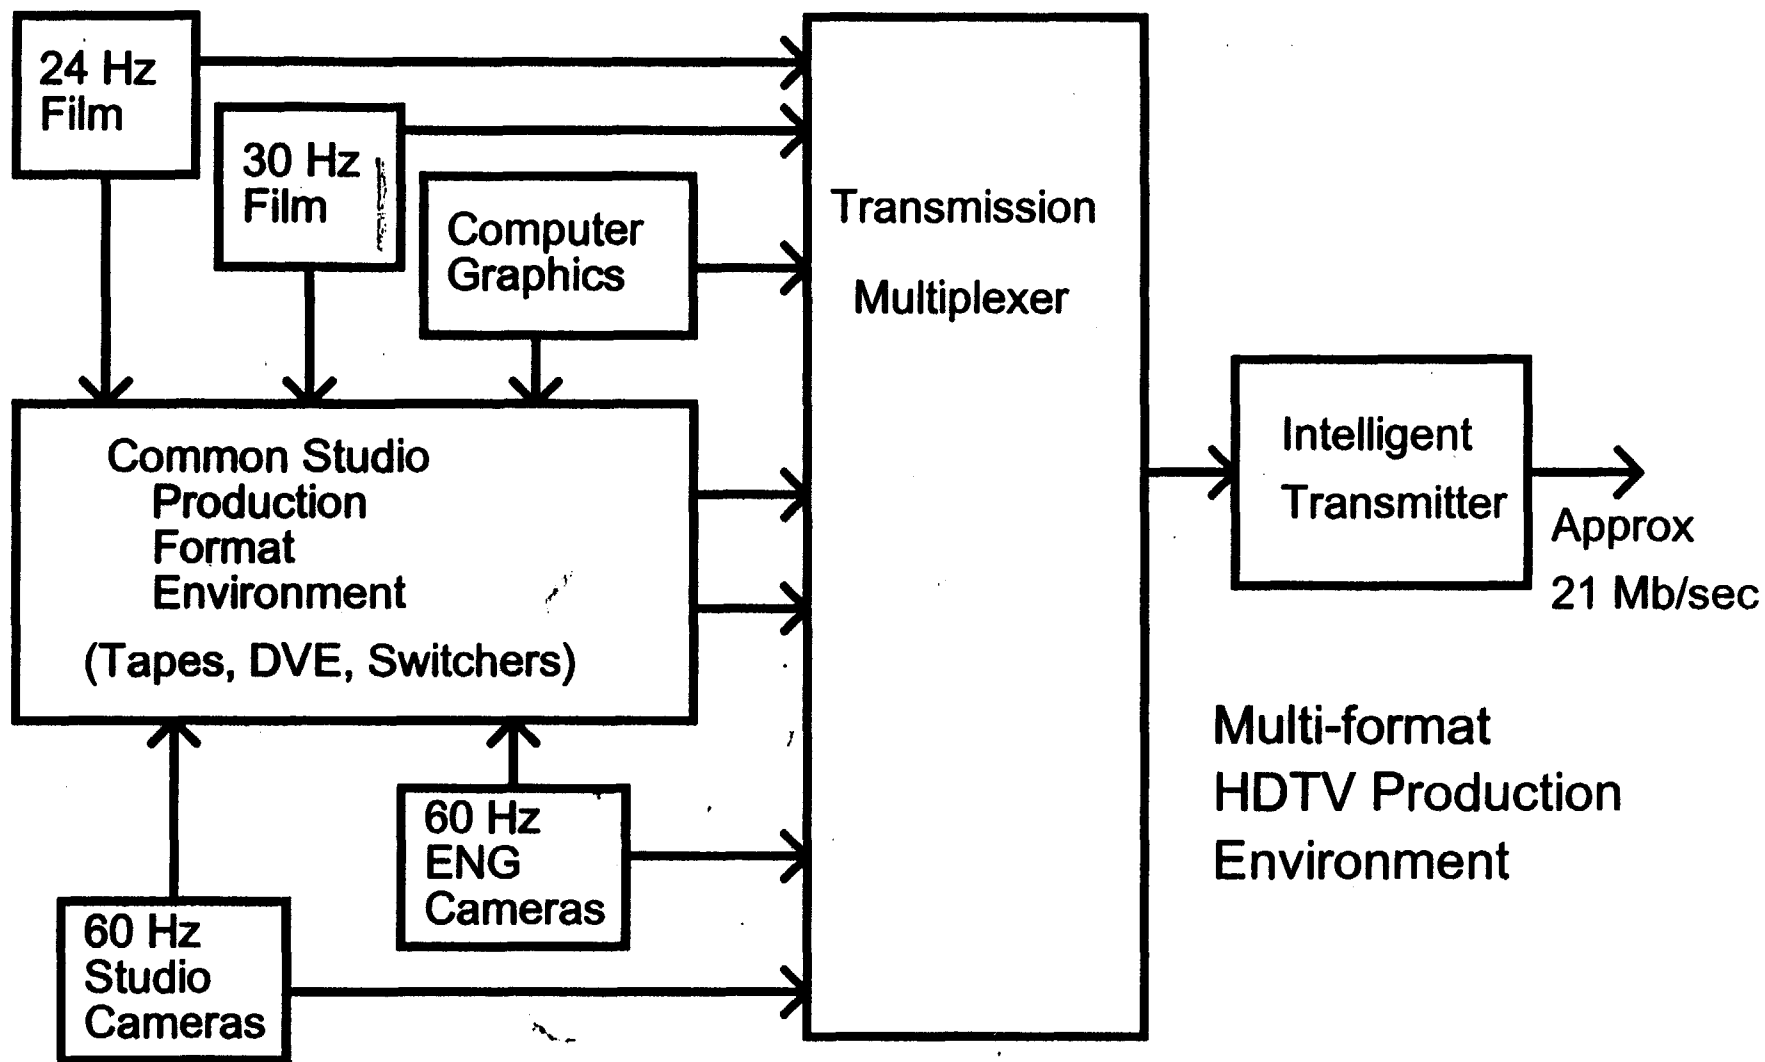 24 Hz
Film
30 Hz
Film
Computer
Graphics
Transmission
Multiplexer
Common Studio
Production
Format
Environment
(Tapes, DVE, Switchers)
Intelligent
Transmitter
Approx
21 Mb/sec
60 Hz
ENG
Cameras
60 Hz
Studio
Cameras
Multi-format
HDTV Production
Environment